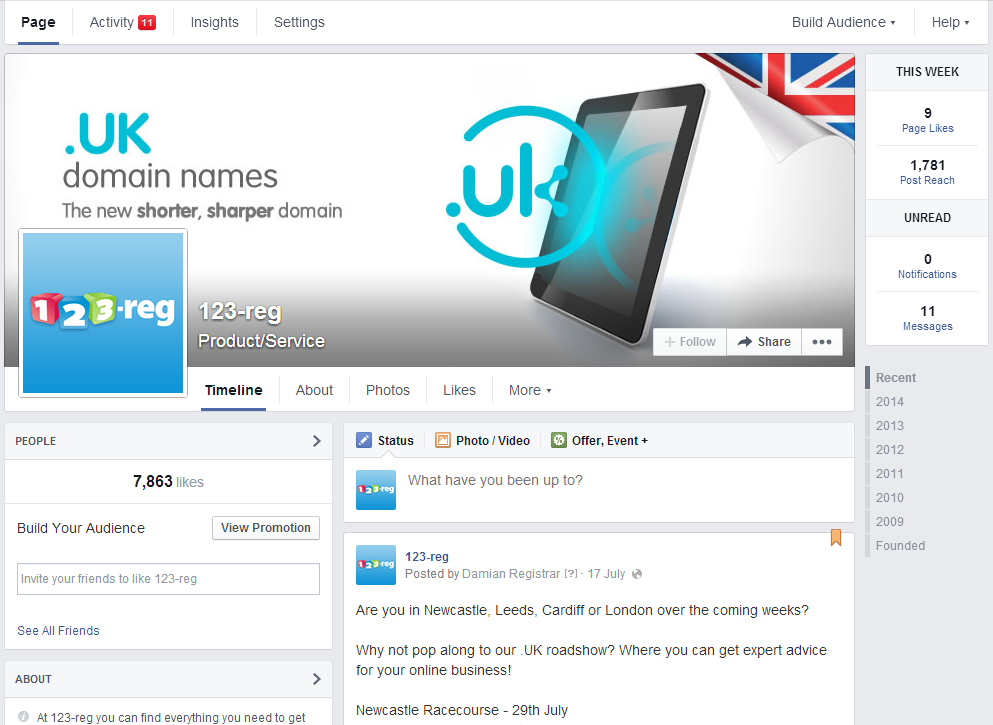 Page Activity 11 Insights Settings Build Audience Help
.UK
domain names
The new shorter, sharper domain
.uk
123-reg
123-reg
Product/Service
+ Follow Share
Timeline About Photos Likes More
THIS WEEK
9
Page Likes
1,781
Post Reach
UNREAD
0
Notifications
11
Messages
Recent
2014
2013
2012
2011
2010
2009
Founded
PEOPLE
7,863 likes
Build Your Audience View Promotion
Invite your friends to like 123-reg
See All Friends
ABOUT
At 123-reg you can find everything you need to get
Status Photo / Video Offer, Event +
123-reg
What have you been up to?
123-reg
123-reg
Posted by Damian Registrar [?] · 17 July
Are you in Newcastle, Leeds, Cardiff or London over the coming weeks?
Why not pop along to our .UK roadshow? Where you can get expert advice
for your online business!
Newcastle Racecourse - 29th July